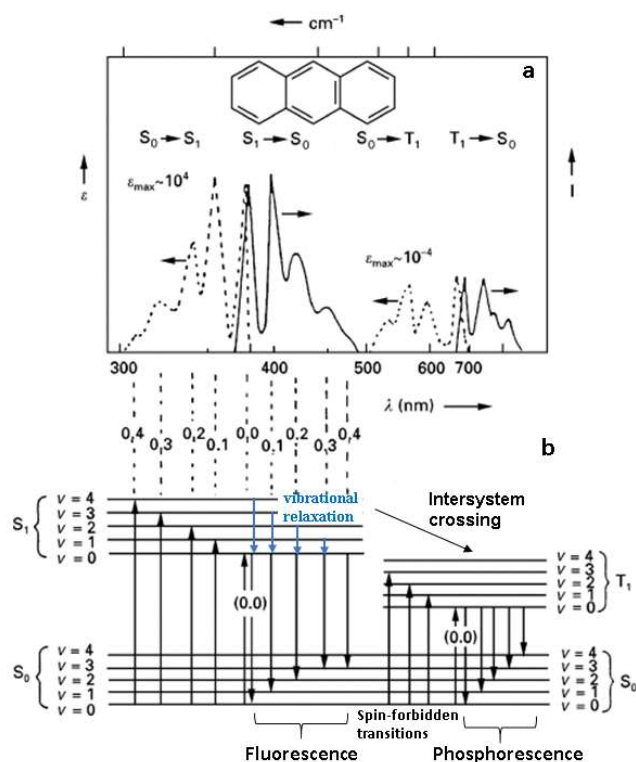 cm⁻¹
a
S₀→S₁ S₁→S₀ S₀→T₁ T₁→S₀
εmax~10⁴
ε
I
εmax~10⁻⁴
300 400 500 600 700
λ (nm)
0,4 0,3 0,2 0.1 0,0 0,1 0,2 0,3 0,4
b
vibrational
relaxation
Intersystem
crossing
S₁
v = 4
v = 3
v = 2
v = 1
v = 0
(0.0)
v = 4
v = 3
v = 2
v = 1
v = 0
T₁
(0.0)
S₀
v = 4
v = 3
v = 2
v = 1
v = 0
v = 4
v = 3
v = 2
v = 1
v = 0
S₀
Spin-forbidden
transitions
Fluorescence
Phosphorescence